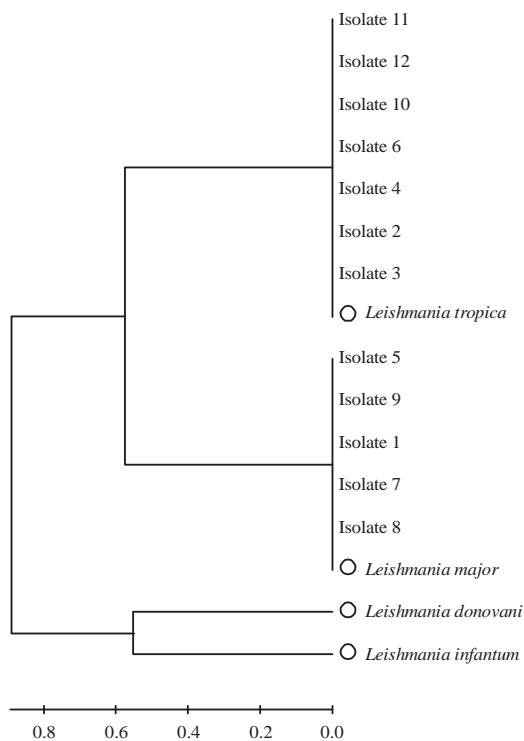 Isolate 11
Isolate 12
Isolate 10
Isolate 6
Isolate 4
Isolate 2
Isolate 3
Leishmania tropica
Isolate 5
Isolate 9
Isolate 1
Isolate 7
Isolate 8
Leishmania major
Leishmania donovani
Leishmania infantum
0.8 0.6 0.4 0.2 0.0